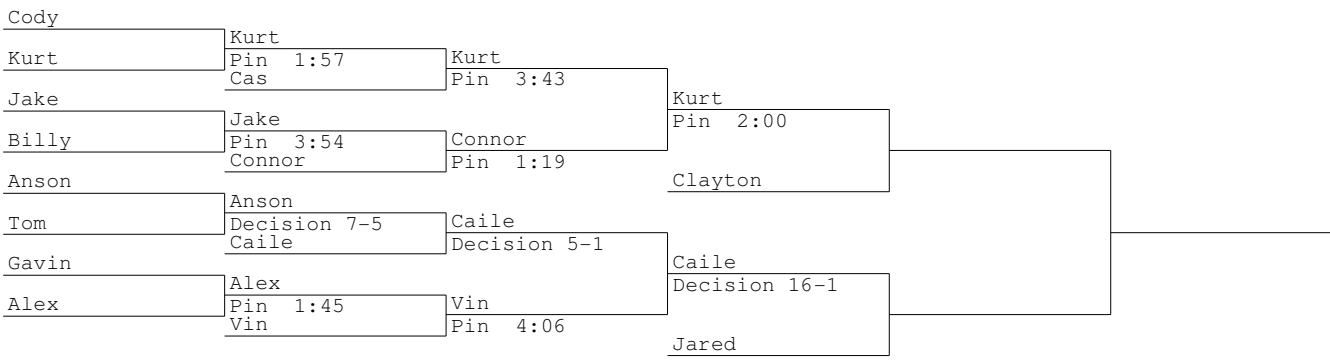 Cody
Kurt
Jake
Billy
Anson
Tom
Gavin
Alex
Kurt
Pin 1:57
Cas
Jake
Pin 3:54
Connor
Anson
Decision 7-5
Caile
Alex
Pin 1:45
Vin
Kurt
Pin 3:43
Connor
Pin 1:19
Caile
Decision 5-1
Vin
Pin 4:06
Kurt
Pin 2:00
Clayton
Caile
Decision 16-1
Jared